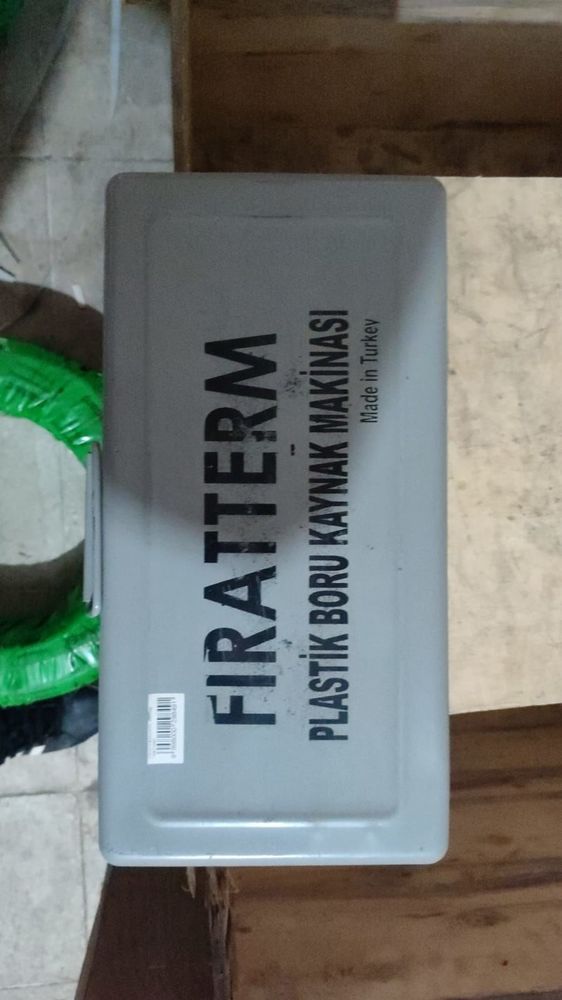 FIRATTERM
PLASTİK BORU KAYNAK MAKİNASI
Made in Turkey